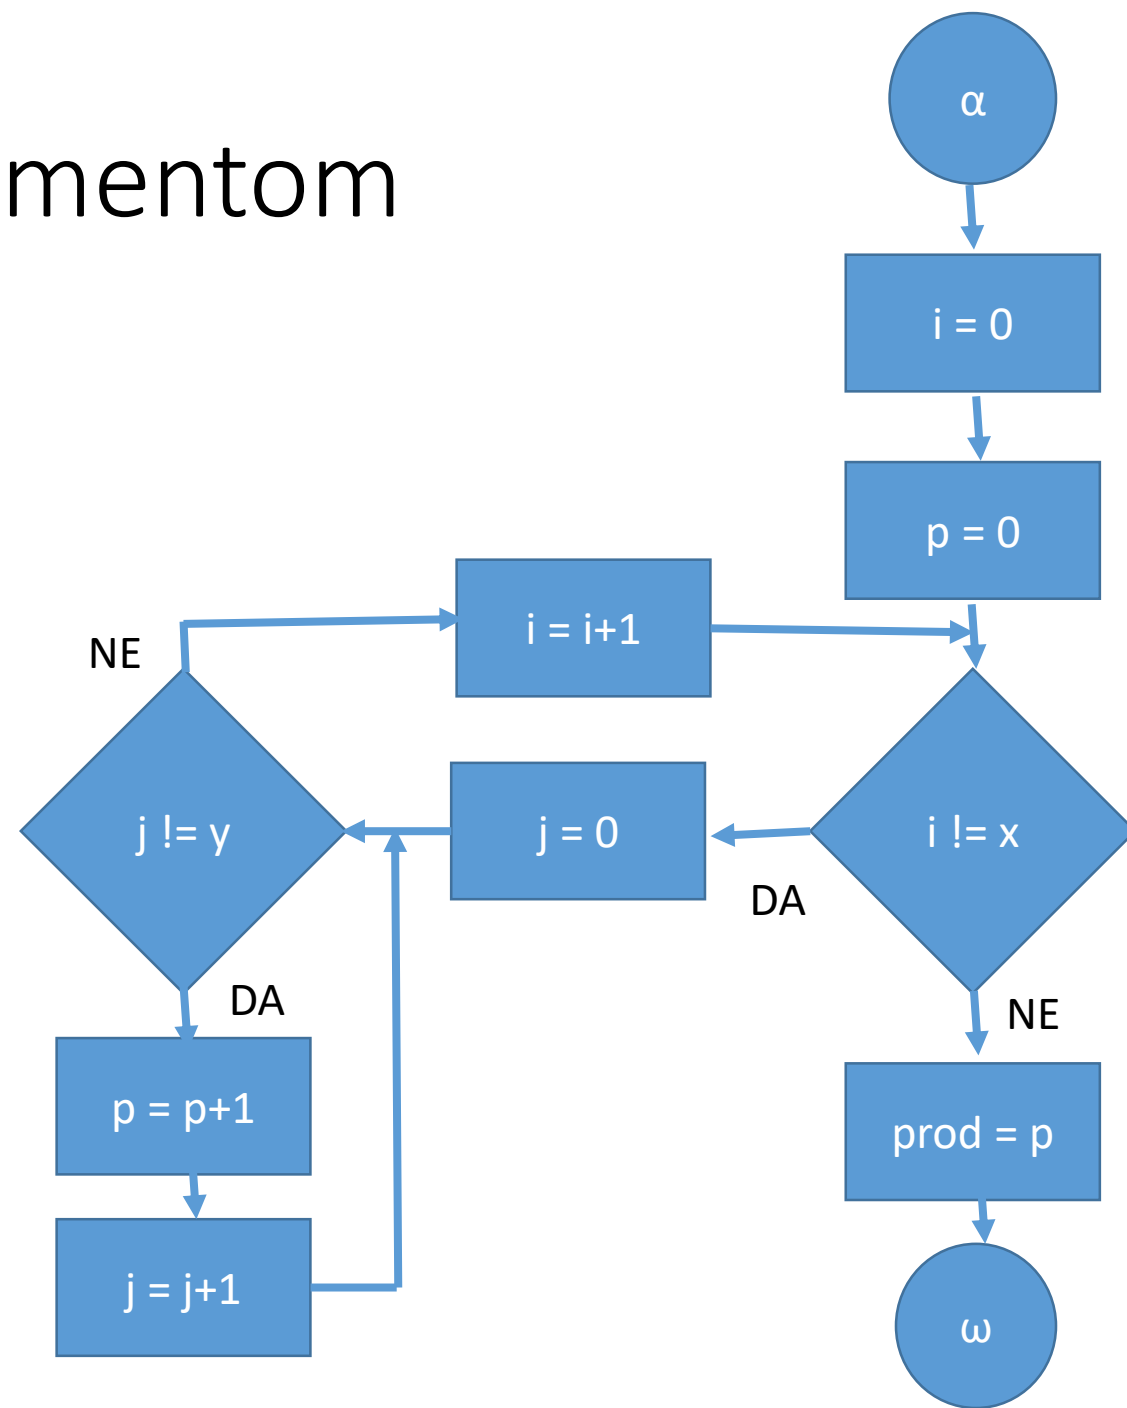 mentom
α
i = 0
p = 0
i = i+1
NE
j != y
j = 0
i != x
DA
DA
NE
p = p+1
prod = p
j = j+1
ω